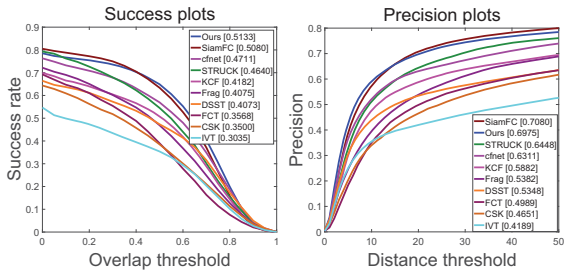 Success plots
Success rate
0.9
0.8
0.7
0.6
0.5
0.4
0.3
0.2
0.1
0
0
0.2
0.4
0.6
0.8
1
Overlap threshold
Ours [0.5133]
SiamFC [0.5080]
cfnet [0.4711]
STRUCK [0.4640]
KCF [0.4182]
Frag [0.4075]
DSST [0.4073]
FCT [0.3568]
CSK [0.3500]
IVT [0.3035]
Precision plots
Precision
0.8
0.7
0.6
0.5
0.4
0.3
0.2
0.1
0
0
10
20
30
40
50
Distance threshold
SiamFC [0.7080]
Ours [0.6975]
STRUCK [0.6448]
cfnet [0.6311]
KCF [0.5882]
Frag [0.5382]
DSST [0.5348]
FCT [0.4989]
CSK [0.4651]
IVT [0.4189]